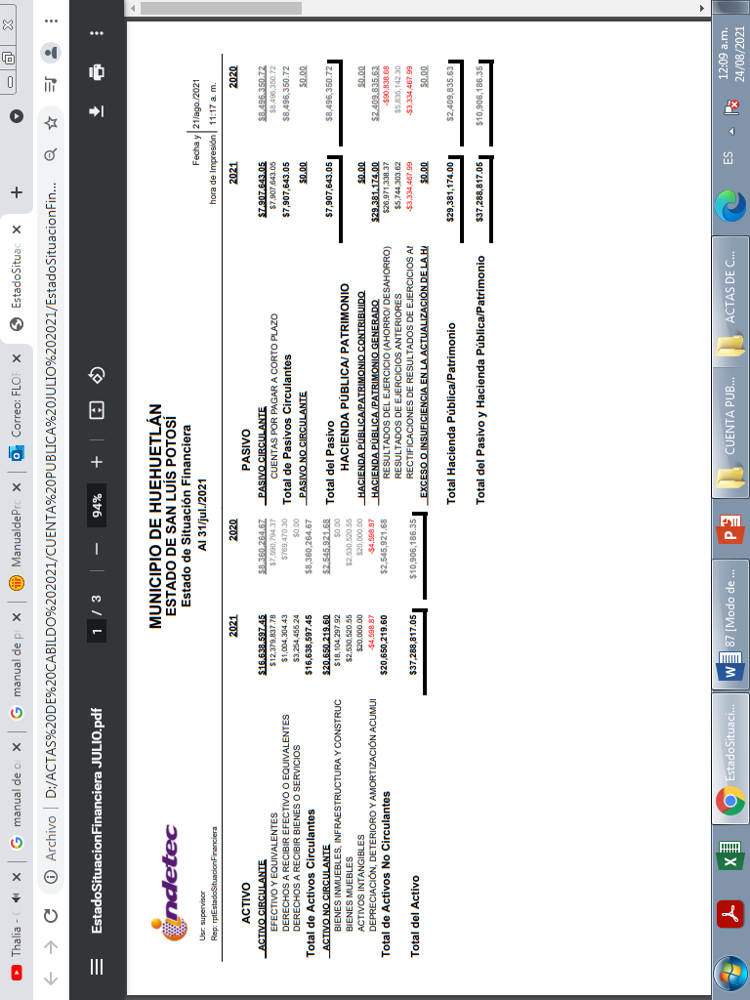 Thalia - (
manual de or
manual de p
ManualdePrc
Correo: FLOR
EstadoSituac
Archivo | D:/ACTAS%20DE%20CABILDO%202021/CUENTA%20PUBLICA%20JULIO%202021/EstadoSituacionFin...
EstadoSituacionFinanciera JULIO.pdf 1 / 3 94%
indetec
MUNICIPIO DE HUEHUETLÁN
ESTADO DE SAN LUÍS POTOSÍ
Estado de Situación Financiera
Al 31/jul./2021
Usr: supervisor
Rep: rptEstadoSituacionFinanciera
Fecha y 21/ago./2021
hora de Impresión 11:17 a. m.
2021 2020
ACTIVO
ACTIVO CIRCULANTE $16,638,597.45 $8,360,264.67
EFECTIVO Y EQUIVALENTES $12,379,837.78 $7,590,794.37
DERECHOS A RECIBIR EFECTIVO O EQUIVALENTES $1,004,304.43 $769,470.30
DERECHOS A RECIBIR BIENES O SERVICIOS $3,254,455.24 $0.00
Total de Activos Circulantes $16,638,597.45 $8,360,264.67
ACTIVO NO CIRCULANTE $20,650,219.60 $2,545,921.68
BIENES INMUEBLES, INFRAESTRUCTURA Y CONSTRUC $18,104,297.92 $0.00
BIENES MUEBLES $2,530,520.55 $2,530,520.55
ACTIVOS INTANGIBLES $20,000.00 $20,000.00
DEPRECIACIÓN, DETERIORO Y AMORTIZACIÓN ACUMUI -$4,598.87 -$4,598.87
Total de Activos No Circulantes $20,650,219.60 $2,545,921.68
Total del Activo $37,288,817.05 $10,906,186.35
2021 2020
PASIVO
PASIVO CIRCULANTE $7,907,643.05 $8,496,350.72
CUENTAS POR PAGAR A CORTO PLAZO $7,907,643.05 $8,496,350.72
Total de Pasivos Circulantes $7,907,643.05 $8,496,350.72
PASIVO NO CIRCULANTE $0.00 $0.00
Total del Pasivo $7,907,643.05 $8,496,350.72
HACIENDA PÚBLICA/ PATRIMONIO
HACIENDA PÚBLICA/PATRIMONIO CONTRIBUIDO $0.00 $0.00
HACIENDA PÚBLICA /PATRIMONIO GENERADO $29,381,174.00 $2,409,835.63
RESULTADOS DEL EJERCICIO (AHORRO/ DESAHORRO) $26,971,338.37 -$90,838.68
RESULTADOS DE EJERCICIOS ANTERIORES $5,744,303.62 $5,835,142.30
RECTIFICACIONES DE RESULTADOS DE EJERCICIOS AI -$3,334,467.99 -$3,334,467.99
EXCESO O INSUFICIENCIA EN LA ACTUALIZACIÓN DE LA H/ $0.00 $0.00
Total Hacienda Pública/Patrimonio $29,381,174.00 $2,409,835.63
Total del Pasivo y Hacienda Pública/Patrimonio $37,288,817.05 $10,906,186.35
EstadoSituaci...
87 [Modo de ...
CUENTA PUB...
ACTAS DE C...
ES
12:09 a.m.
24/08/2021